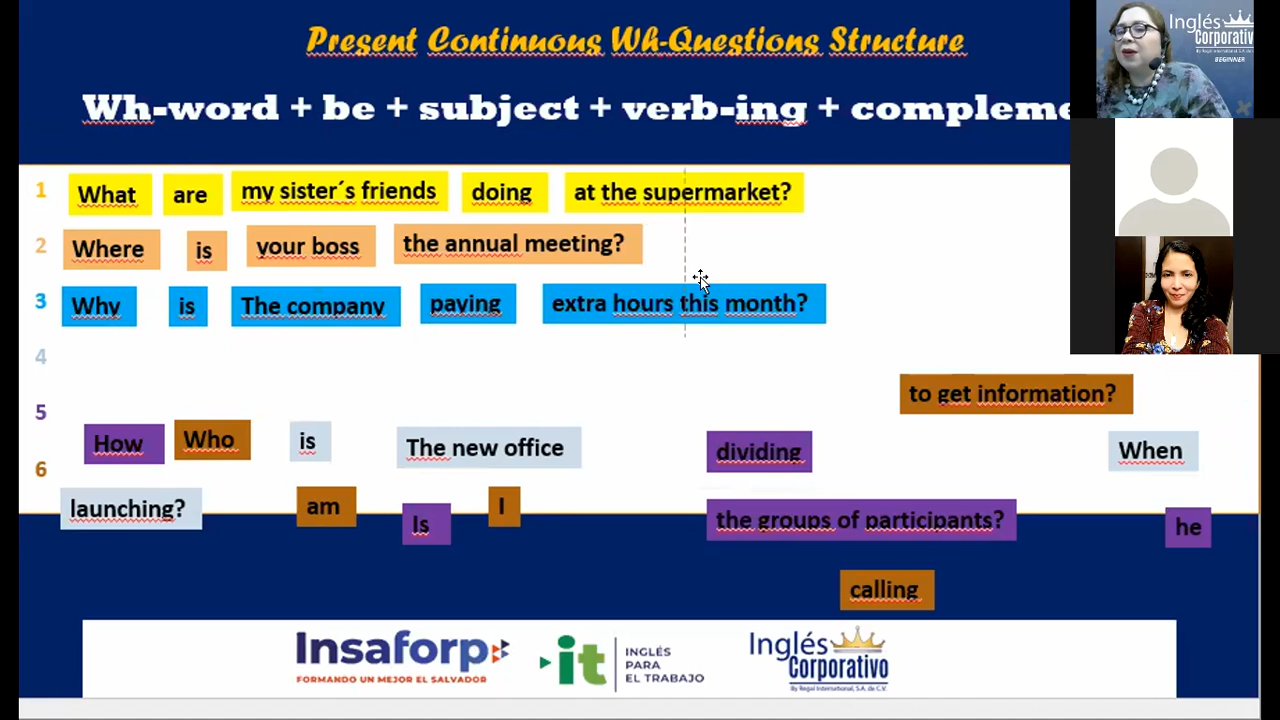 Present Continuous Wh-Questions Structure
Inglés
Corporativo
BEGINNER
Wh-word + be + subject + verb-ing + compleme
1 What are my sister´s friends doing at the supermarket?
2 Where is your boss the annual meeting?
3 Why is The company paying extra hours this month?
4
to get information?
5
How Who is The new office dividing When
6
launching? am Is I the groups of participants? he
calling
Insaforp
FORMANDO UN MEJOR EL SALVADOR
it
INGLÉS
PARA
EL TRABAJO
Inglés
Corporativo
By Regal International, S.A. de C.V.